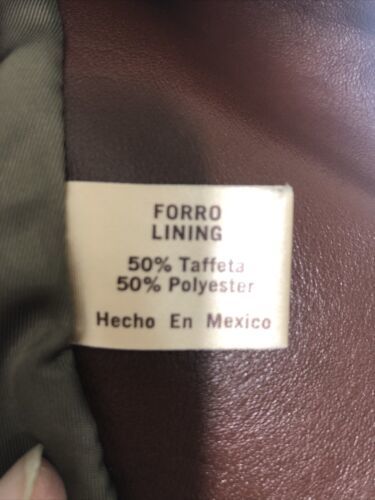 FORRO
LINING
50% Taffeta
50% Polyester
Hecho En Mexico